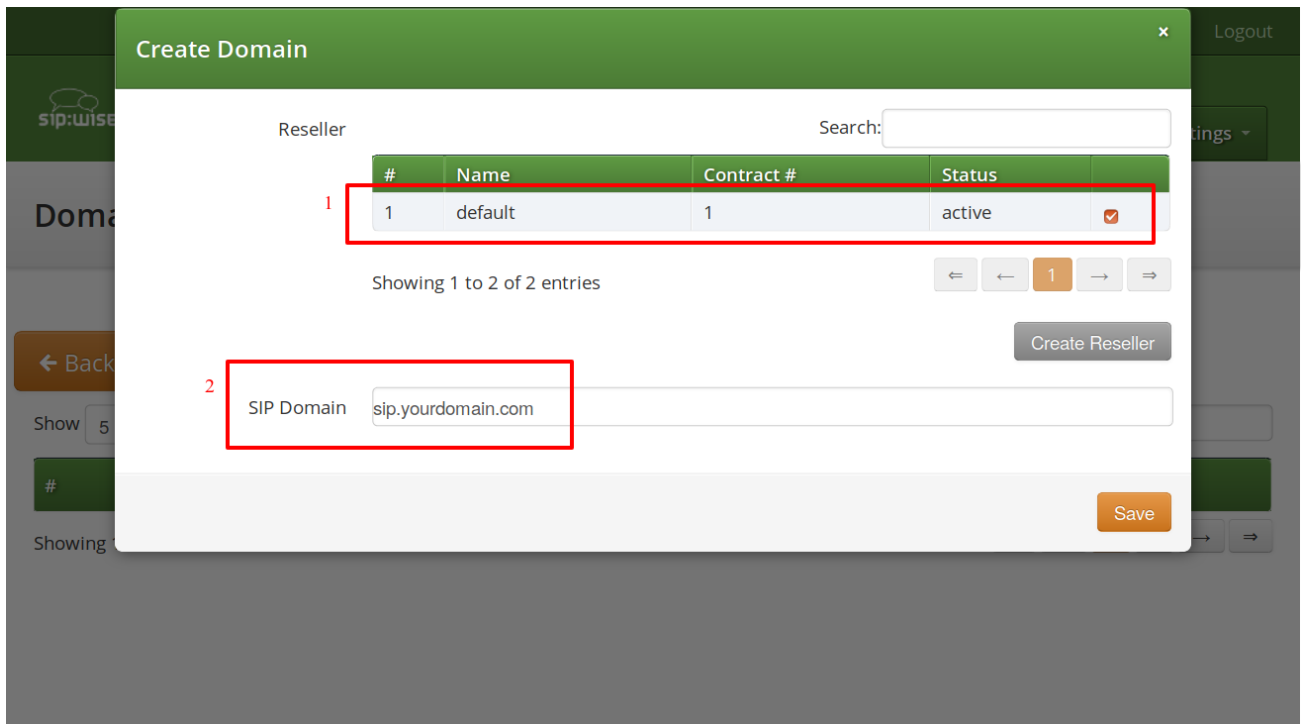 Logout
Create Domain
×
sip:wise
tings
Reseller
Search:
# Name Contract # Status
1
1 default 1 active
Doma
Showing 1 to 2 of 2 entries
⇐ ← 1 → ⇒
Create Reseller
← Back
2
SIP Domain sip.yourdomain.com
Show 5
#
Save
Showing
→ ⇒